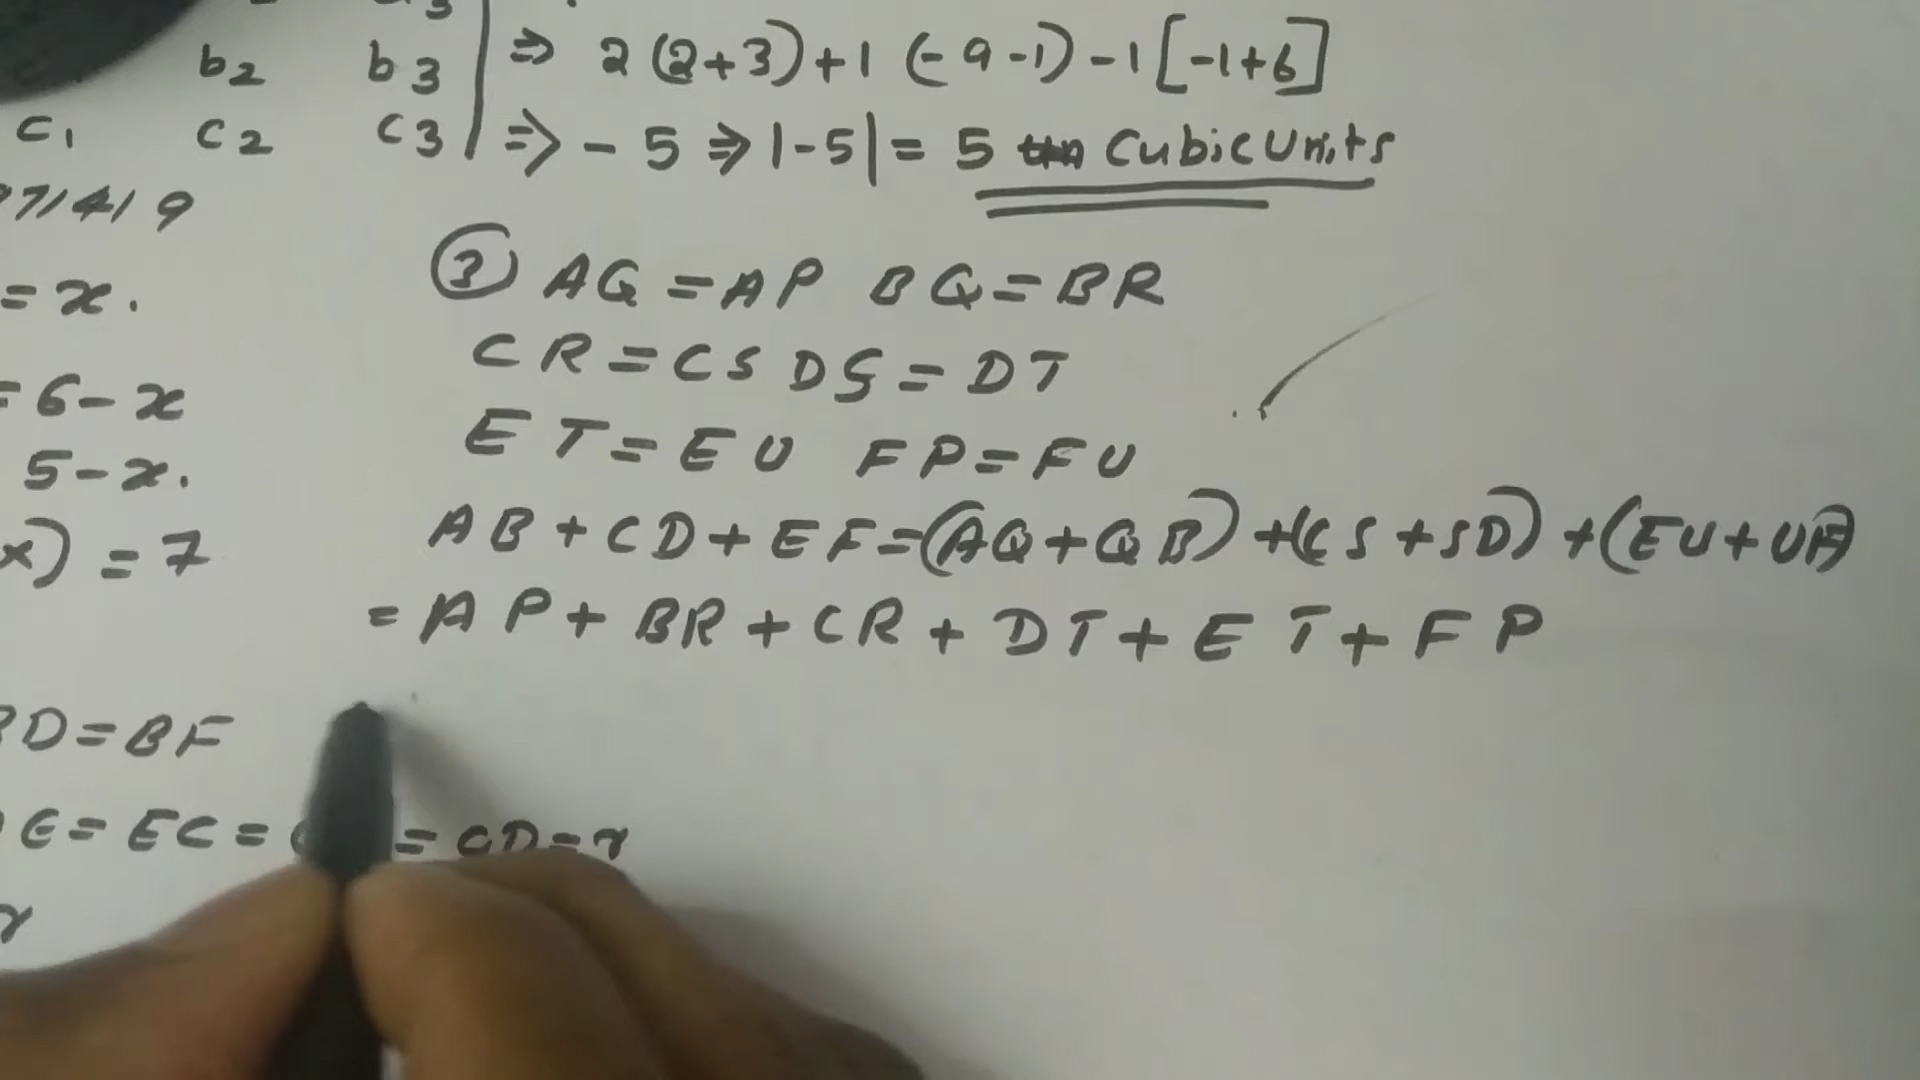 3
b2 b3
c1 c2 c3
⇒ 2(2+3)+1(-9-1)-1[-1+6]
⇒ -5 ⇒ |-5| = 5 Cubic Units
7/4/9
= x.
= 6-x
5-x.
x) = 7
D=BF
E = EC = = CD = r
r
③ AQ = AP BQ = BR
CR = CS DS = DT
ET = EU FP = FU
AB + CD + EF = (AQ + QB) + (CS + SD) + (EU + UF)
= AP + BR + CR + DT + ET + FP